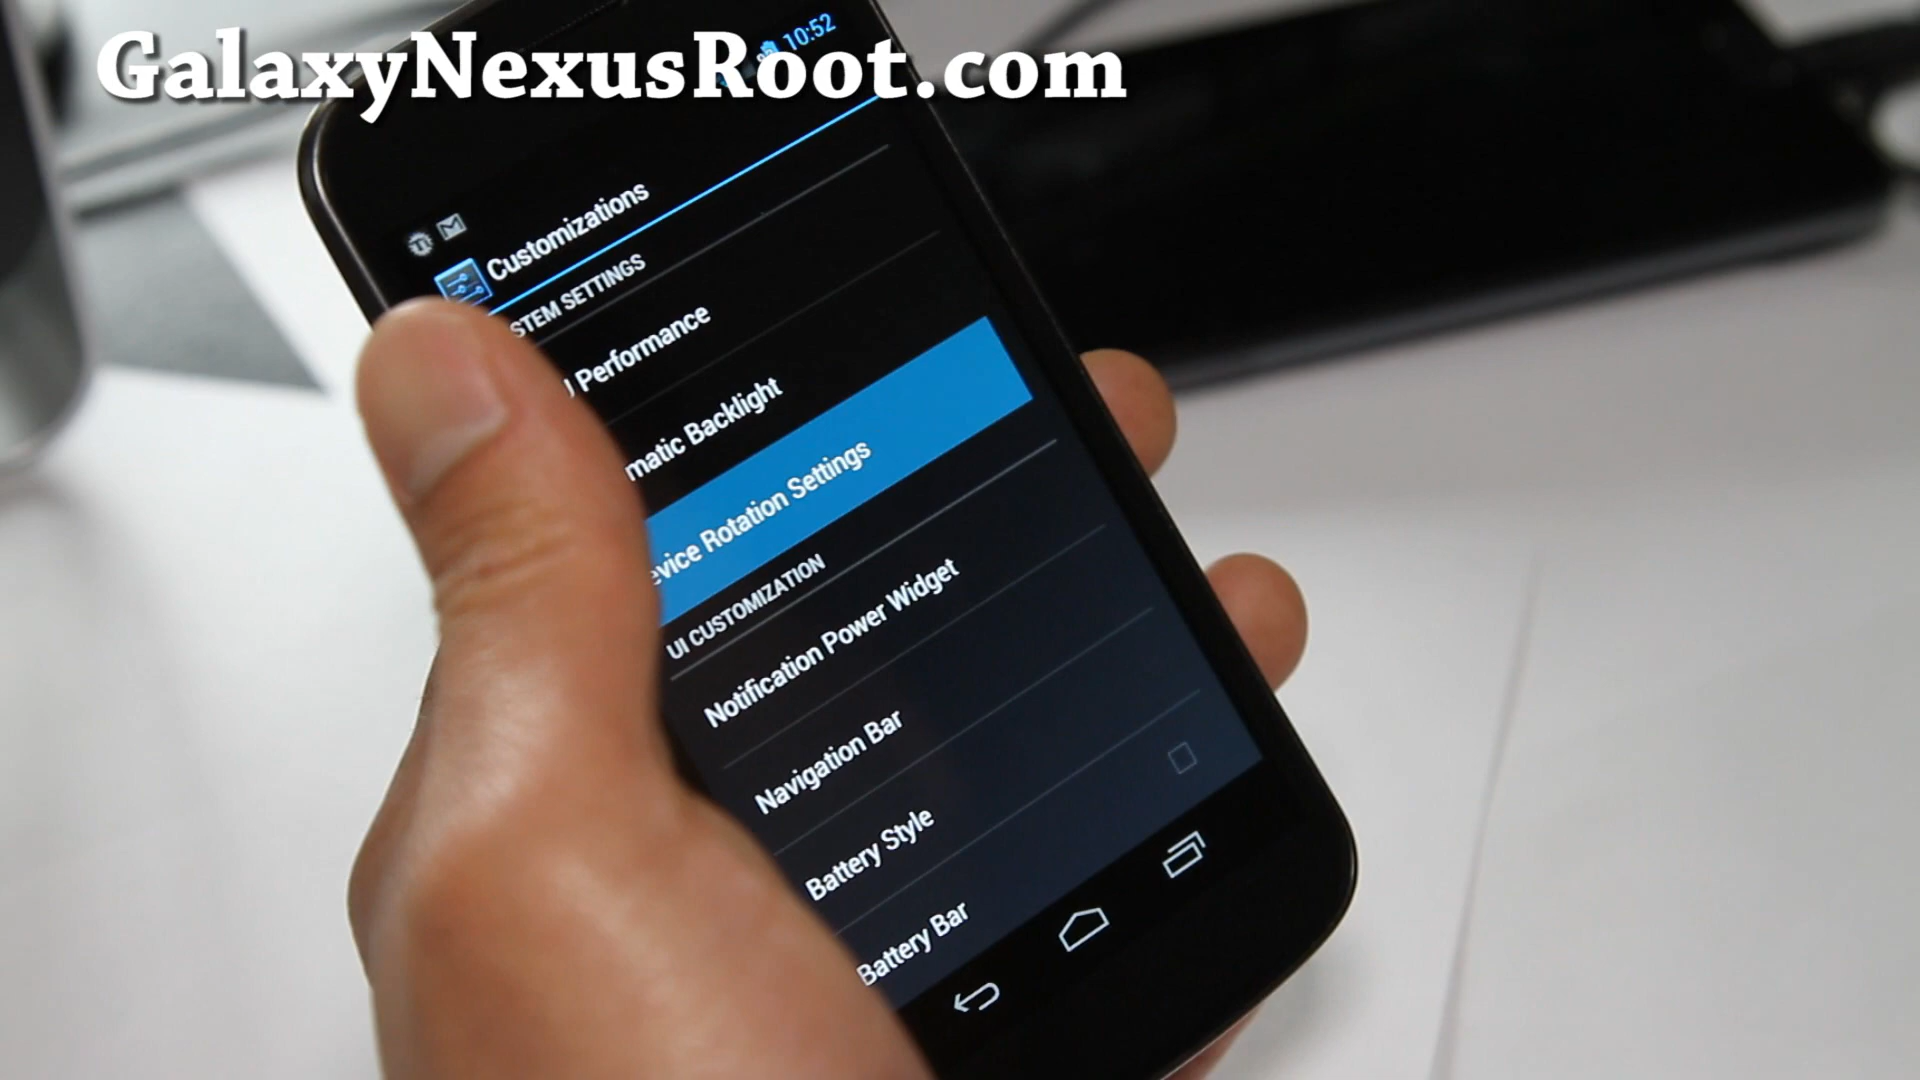 GalaxyNexusRoot.com
10:52
Customizations
STEM SETTINGS
Performance
matic Backlight
evice Rotation Settings
UI CUSTOMIZATION
Notification Power Widget
Navigation Bar
Battery Style
Battery Bar